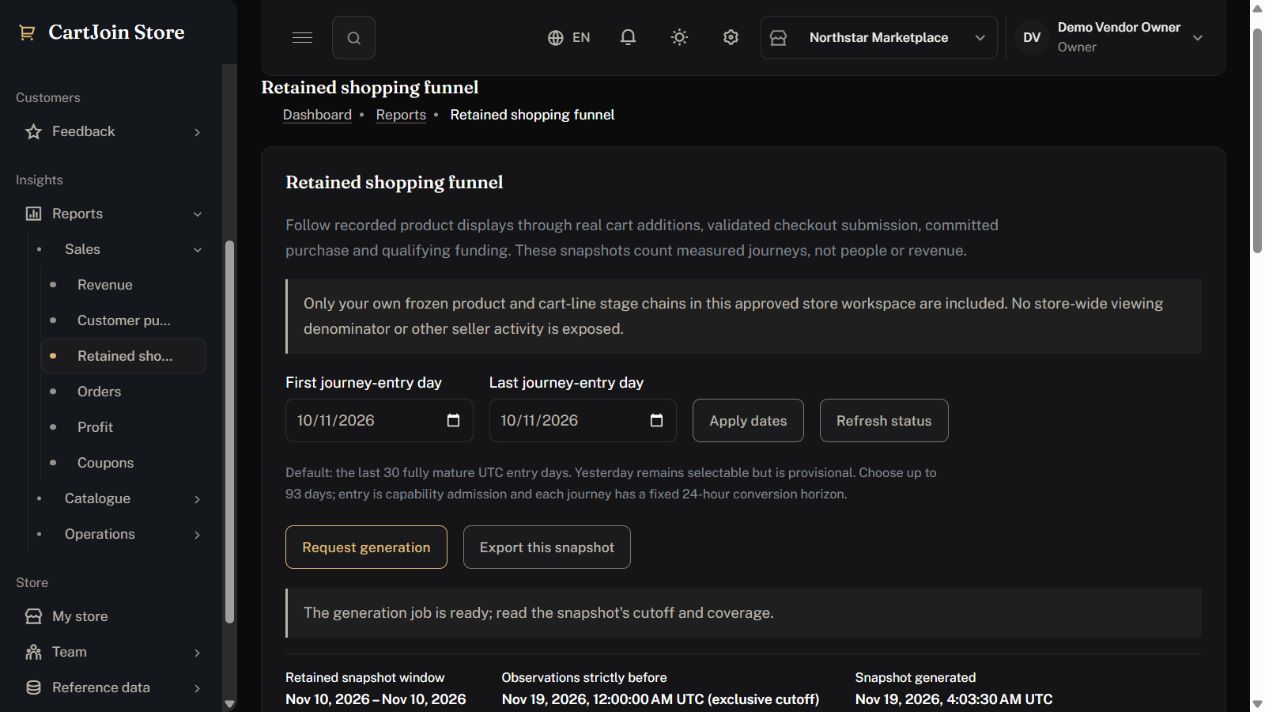 CartJoin Store
Customers
Feedback
Insights
Reports
Sales
Revenue
Customer pu...
Retained sho...
Orders
Profit
Coupons
Catalogue
Operations
Store
My store
Team
Reference data
EN
Northstar Marketplace
DV
Demo Vendor Owner
Owner
Retained shopping funnel
Dashboard • Reports • Retained shopping funnel
Retained shopping funnel
Follow recorded product displays through real cart additions, validated checkout submission, committed
purchase and qualifying funding. These snapshots count measured journeys, not people or revenue.
Only your own frozen product and cart-line stage chains in this approved store workspace are included. No store-wide viewing
denominator or other seller activity is exposed.
First journey-entry day
Last journey-entry day
10/11/2026
10/11/2026
Apply dates
Refresh status
Default: the last 30 fully mature UTC entry days. Yesterday remains selectable but is provisional. Choose up to
93 days; entry is capability admission and each journey has a fixed 24-hour conversion horizon.
Request generation
Export this snapshot
The generation job is ready; read the snapshot's cutoff and coverage.
Retained snapshot window
Nov 10, 2026 – Nov 10, 2026
Observations strictly before
Nov 19, 2026, 12:00:00 AM UTC (exclusive cutoff)
Snapshot generated
Nov 19, 2026, 4:03:30 AM UTC